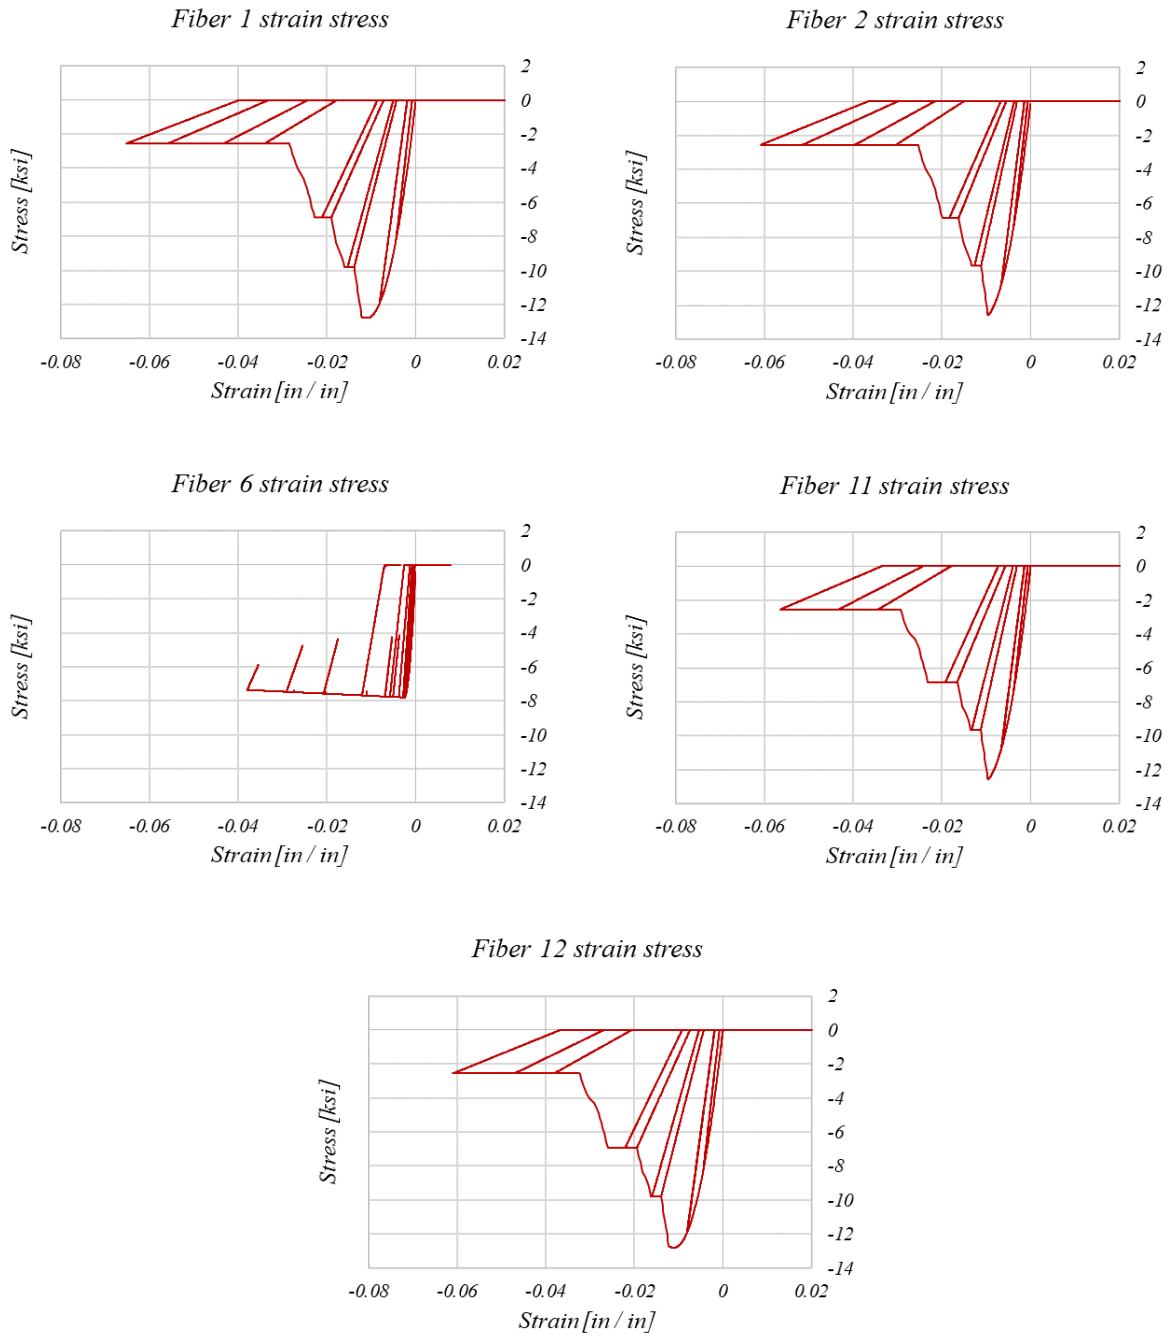 Fiber 1 strain stress
2
0
-2
-4
-6
-8
-10
-12
-14
-0.08 -0.06 -0.04 -0.02 0 0.02
Stress [ksi]
Strain [in / in]
Fiber 2 strain stress
2
0
-2
-4
-6
-8
-10
-12
-14
-0.08 -0.06 -0.04 -0.02 0 0.02
Stress [ksi]
Strain [in / in]
Fiber 6 strain stress
2
0
-2
-4
-6
-8
-10
-12
-14
-0.08 -0.06 -0.04 -0.02 0 0.02
Stress [ksi]
Strain [in / in]
Fiber 11 strain stress
2
0
-2
-4
-6
-8
-10
-12
-14
-0.08 -0.06 -0.04 -0.02 0 0.02
Stress [ksi]
Strain [in / in]
Fiber 12 strain stress
2
0
-2
-4
-6
-8
-10
-12
-14
-0.08 -0.06 -0.04 -0.02 0 0.02
Stress [ksi]
Strain [in / in]